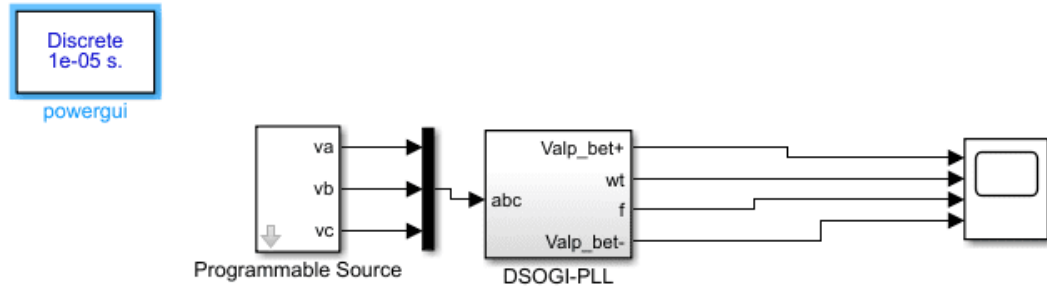 Discrete
1e-05 s.
powergui
va
vb
vc
Programmable Source
abc
Valp_bet+
wt
f
Valp_bet-
DSOGI-PLL